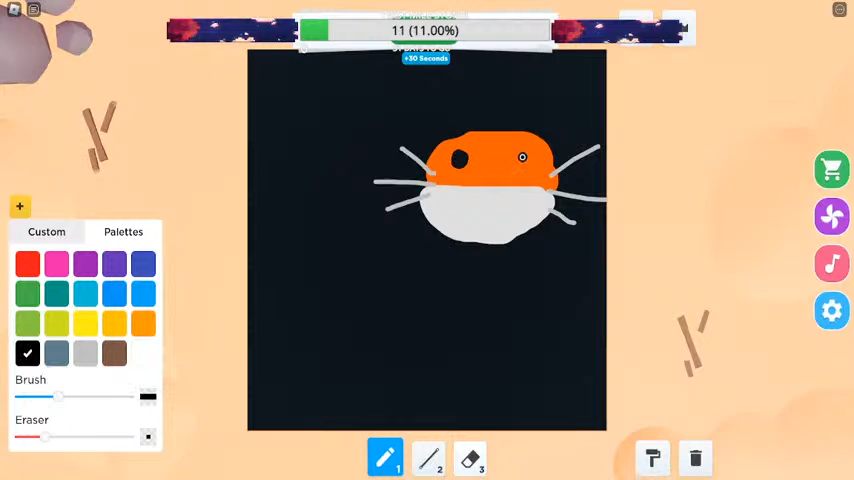 11 (11.00%)
+30 Seconds
+
Custom
Palettes
Brush
Eraser
1
2
3